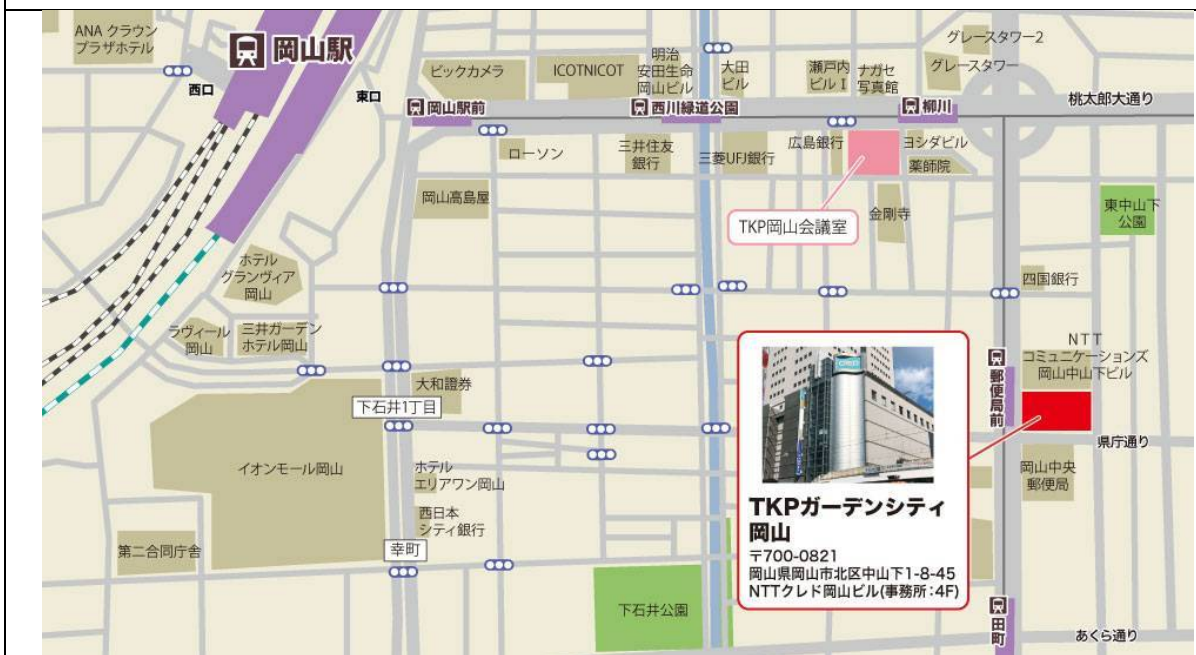 ANA クラウン
プラザホテル
岡山駅
西口
東口
ビックカメラ
ICOTNICOT
明治
安田生命
岡山ビル
大田
ビル
瀬戸内
ビル I
ナガセ
写真館
グレースタワー2
グレースタワー
岡山駅前
西川緑道公園
柳川
桃太郎大通り
ローソン
三井住友
銀行
三菱UFJ銀行
広島銀行
ヨシダビル
薬師院
岡山高島屋
TKP岡山会議室
金剛寺
東中山下
公園
ホテル
グランヴィア
岡山
四国銀行
ラヴィール
岡山
三井ガーデン
ホテル岡山
NTT
コミュニケーションズ
岡山中山下ビル
大和證券
下石井1丁目
郵便局前
県庁通り
イオンモール岡山
ホテル
エリアワン岡山
岡山中央
郵便局
西日本
シティ銀行
第二合同庁舎
幸町
CRED
TKPガーデンシティ
岡山
〒700-0821
岡山県岡山市北区中山下1-8-45
NTTクレド岡山ビル(事務所:4F)
下石井公園
田町
あくら通り